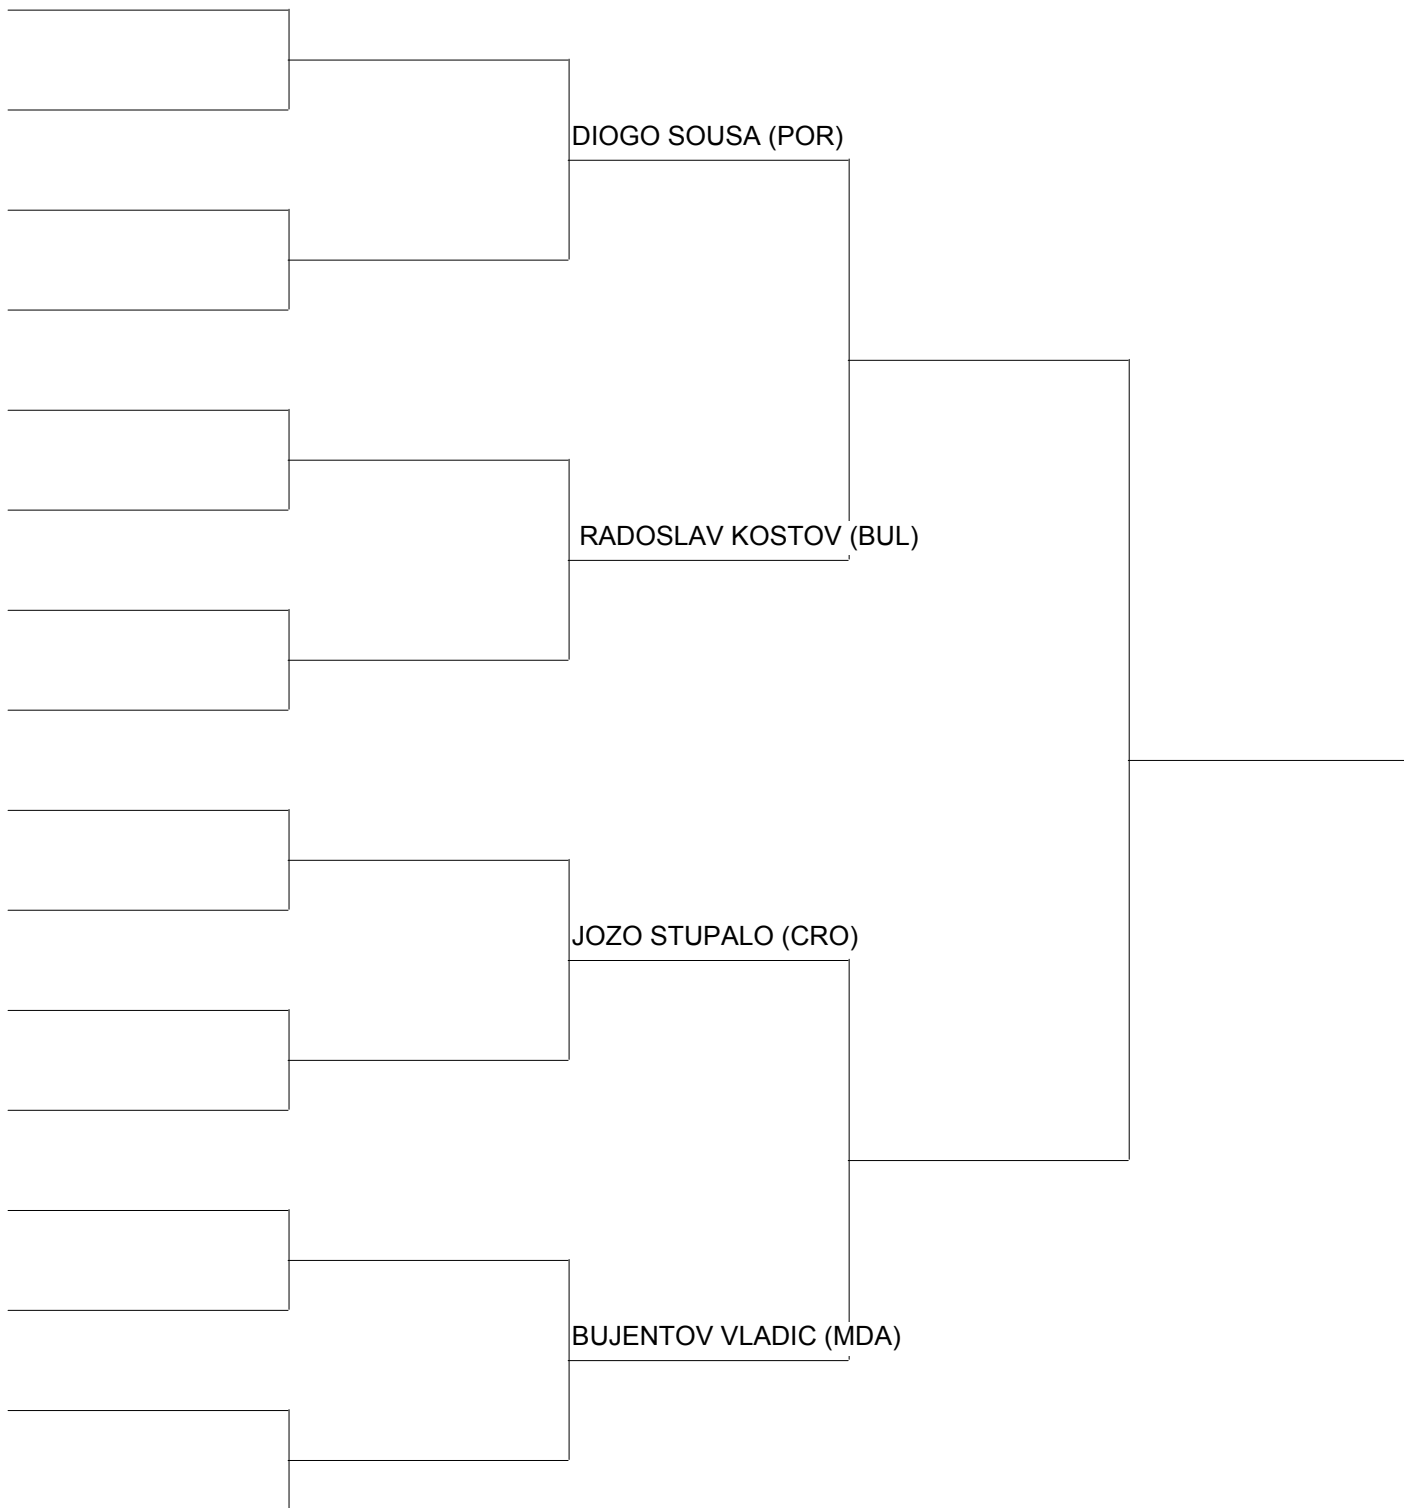 DIOGO SOUSA (POR)
RADOSLAV KOSTOV (BUL)
JOZO STUPALO (CRO)
BUJENTOV VLADIC (MDA)